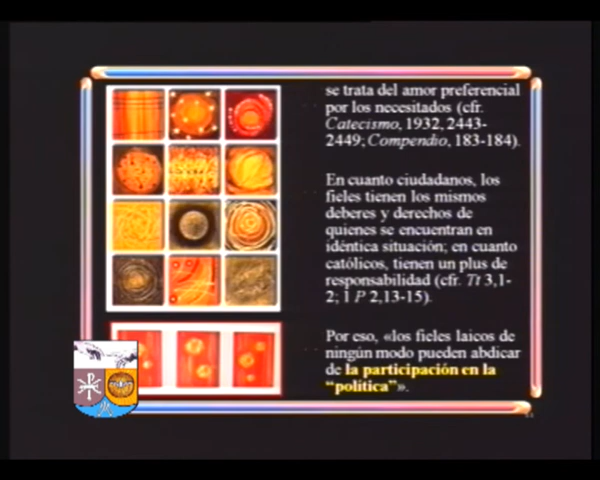 se trata del amor preferencial
por los necesitados (cfr.
Catecismo, 1932, 2443-
2449; Compendio, 183-184).
En cuanto ciudadanos, los
fieles tienen los mismos
deberes y derechos de
quienes se encuentran en
idéntica situación; en cuanto
católicos, tienen un plus de
responsabilidad (cfr. Tt 3,1-
2; 1 P 2,13-15).
Por eso, «los fieles laicos de
ningún modo pueden abdicar
de la participación en la
“política”».